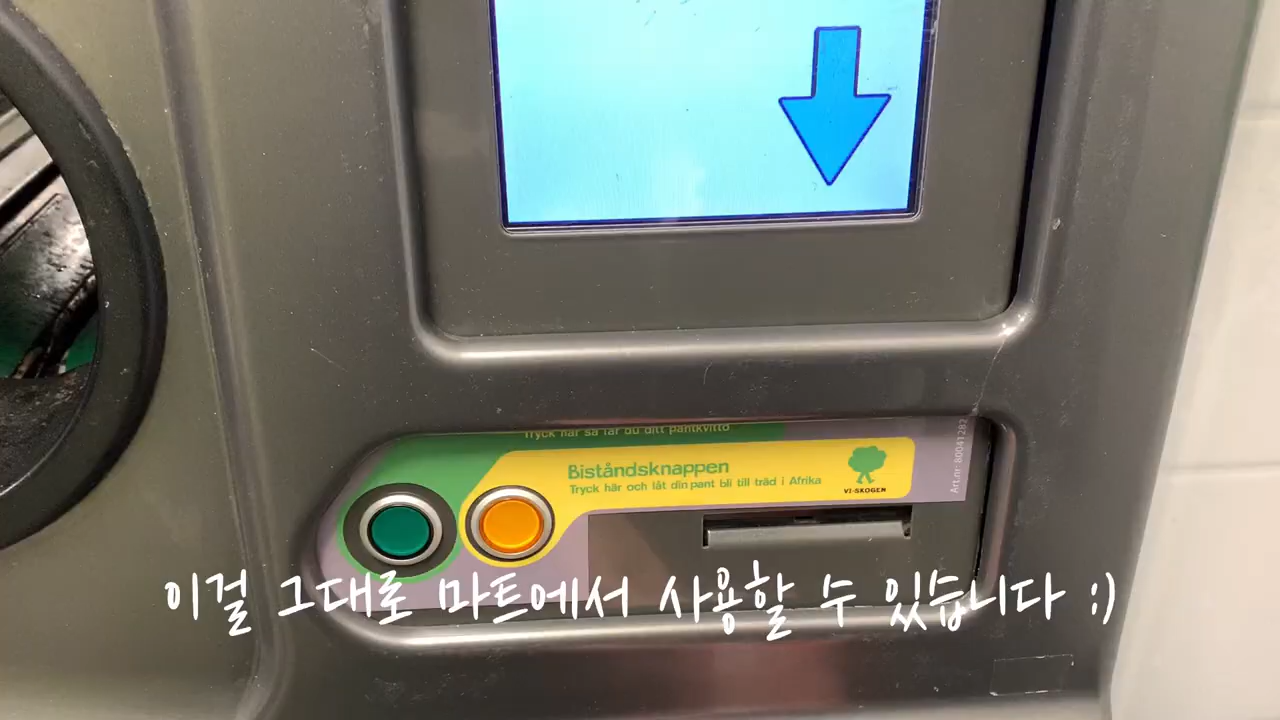 Tryck här så får du ditt pantkvitto
Biståndsknappen
Tryck här och låt din pant bli till träd i Afrika
VI-SKOGEN
Art.nr: 80041282
이걸 그대로 마트에서 사용할 수 있습니다 :)